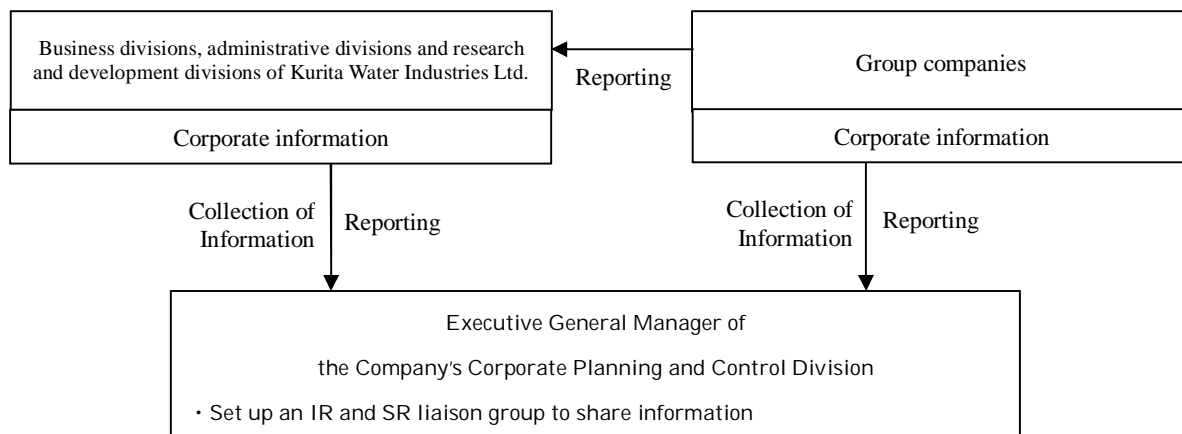 Business divisions, administrative divisions and research
and development divisions of Kurita Water Industries Ltd.
Corporate information
Reporting
Group companies
Corporate information
Collection of
Information
Reporting
Collection of
Information
Reporting
Executive General Manager of
the Company's Corporate Planning and Control Division
・Set up an IR and SR liaison group to share information